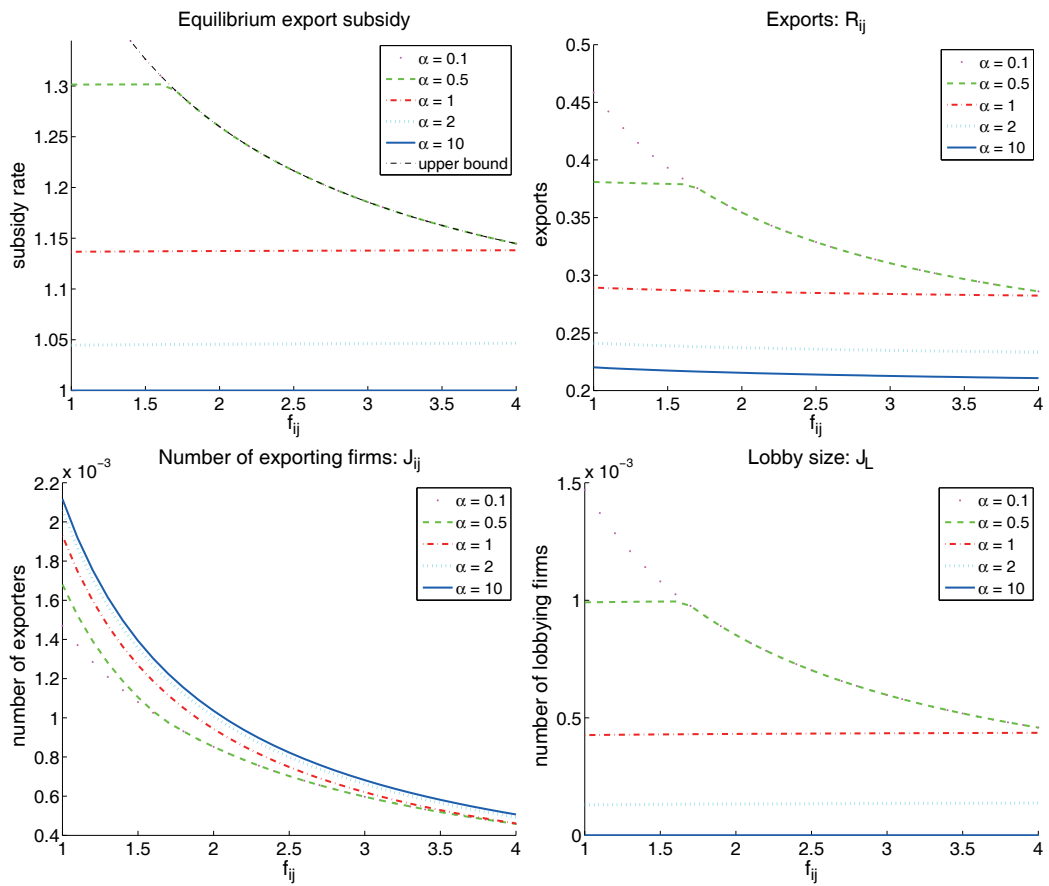 Equilibrium export subsidy
subsidy rate
1.3
1.25
1.2
1.15
1.1
1.05
1
α = 0.1
α = 0.5
α = 1
α = 2
α = 10
upper bound
1 1.5 2 2.5 3 3.5 4
f_ij
Exports: R_ij
exports
0.5
0.45
0.4
0.35
0.3
0.25
0.2
α = 0.1
α = 0.5
α = 1
α = 2
α = 10
1 1.5 2 2.5 3 3.5 4
f_ij
Number of exporting firms: J_ij
x 10^-3
number of exporters
2.2
2
1.8
1.6
1.4
1.2
1
0.8
0.6
0.4
α = 0.1
α = 0.5
α = 1
α = 2
α = 10
1 1.5 2 2.5 3 3.5 4
f_ij
Lobby size: J_L
x 10^-3
number of lobbying firms
1.5
1
0.5
0
α = 0.1
α = 0.5
α = 1
α = 2
α = 10
1 1.5 2 2.5 3 3.5 4
f_ij